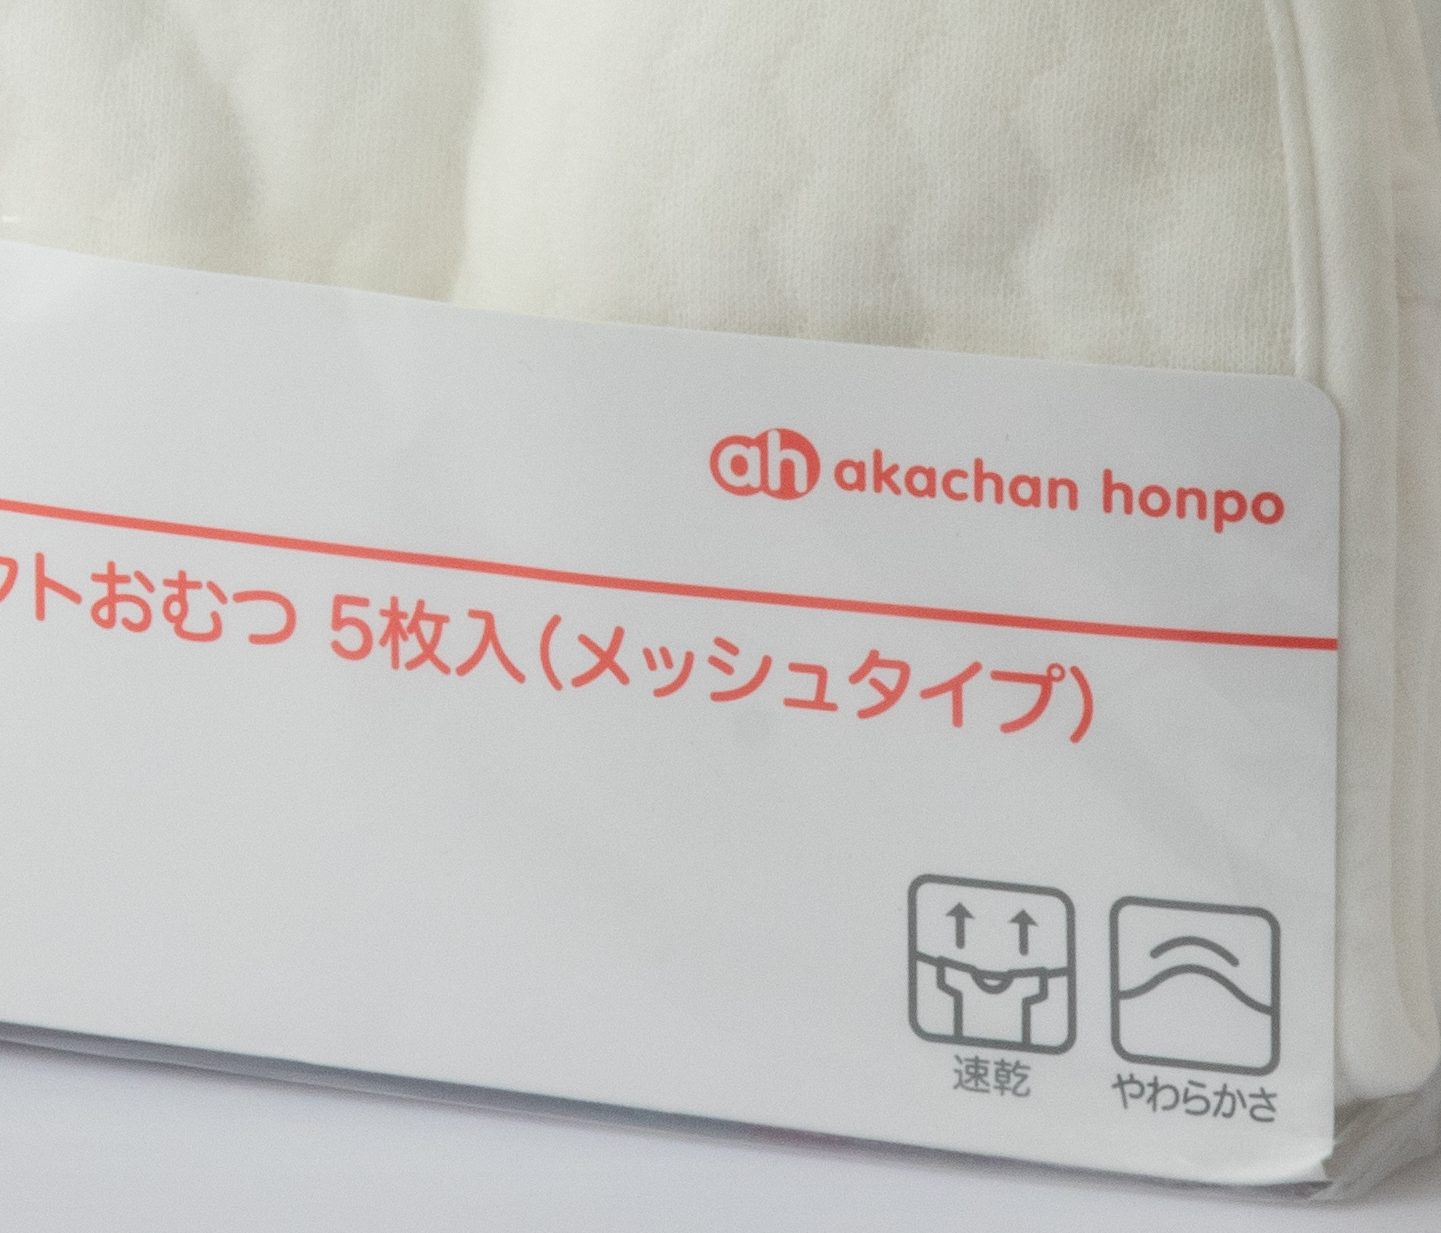 ah akachan honpo
フトおむつ 5枚入(メッシュタイプ)
速乾
やわらかさ